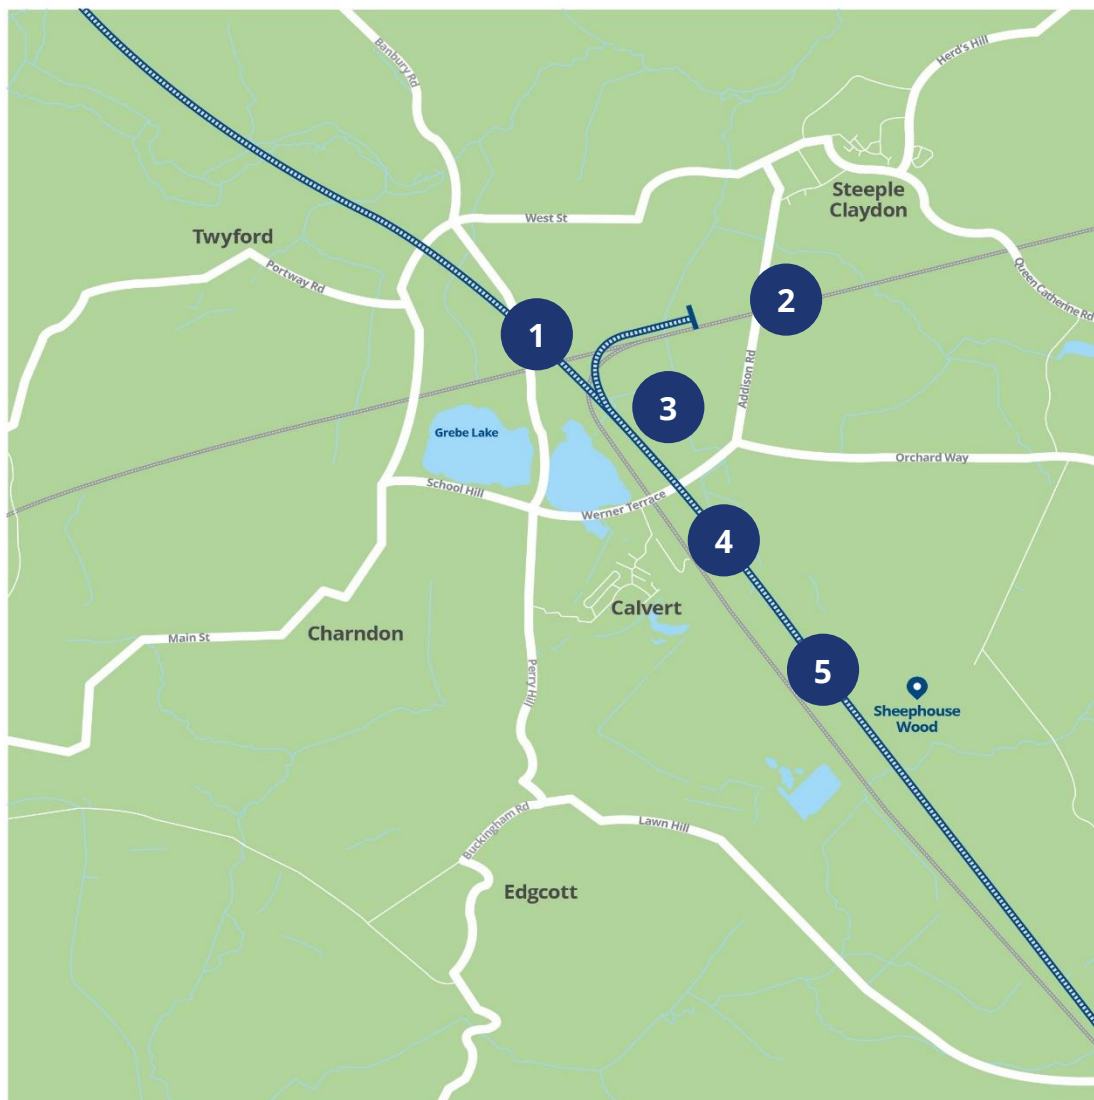 Banbury Rd
Herd's Hill
Steeple
Claydon
West St
Twyford
Portway Rd
Queen Catherine Rd
2
1
Addison Rd
3
Grebe Lake
Orchard Way
School Hill
Werner Terrace
4
Calvert
Charndon
Main St
5
Perry Hill
Sheephouse
Wood
Buckingham Rd
Lawn Hill
Edgcott